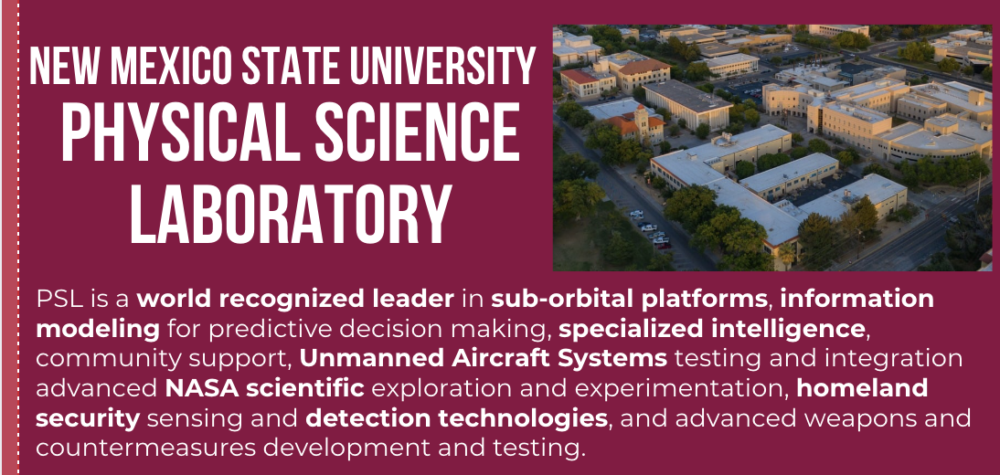 NEW MEXICO STATE UNIVERSITY
PHYSICAL SCIENCE
LABORATORY
PSL is a world recognized leader in sub-orbital platforms, information
modeling for predictive decision making, specialized intelligence,
community support, Unmanned Aircraft Systems testing and integration
advanced NASA scientific exploration and experimentation, homeland
security sensing and detection technologies, and advanced weapons and
countermeasures development and testing.